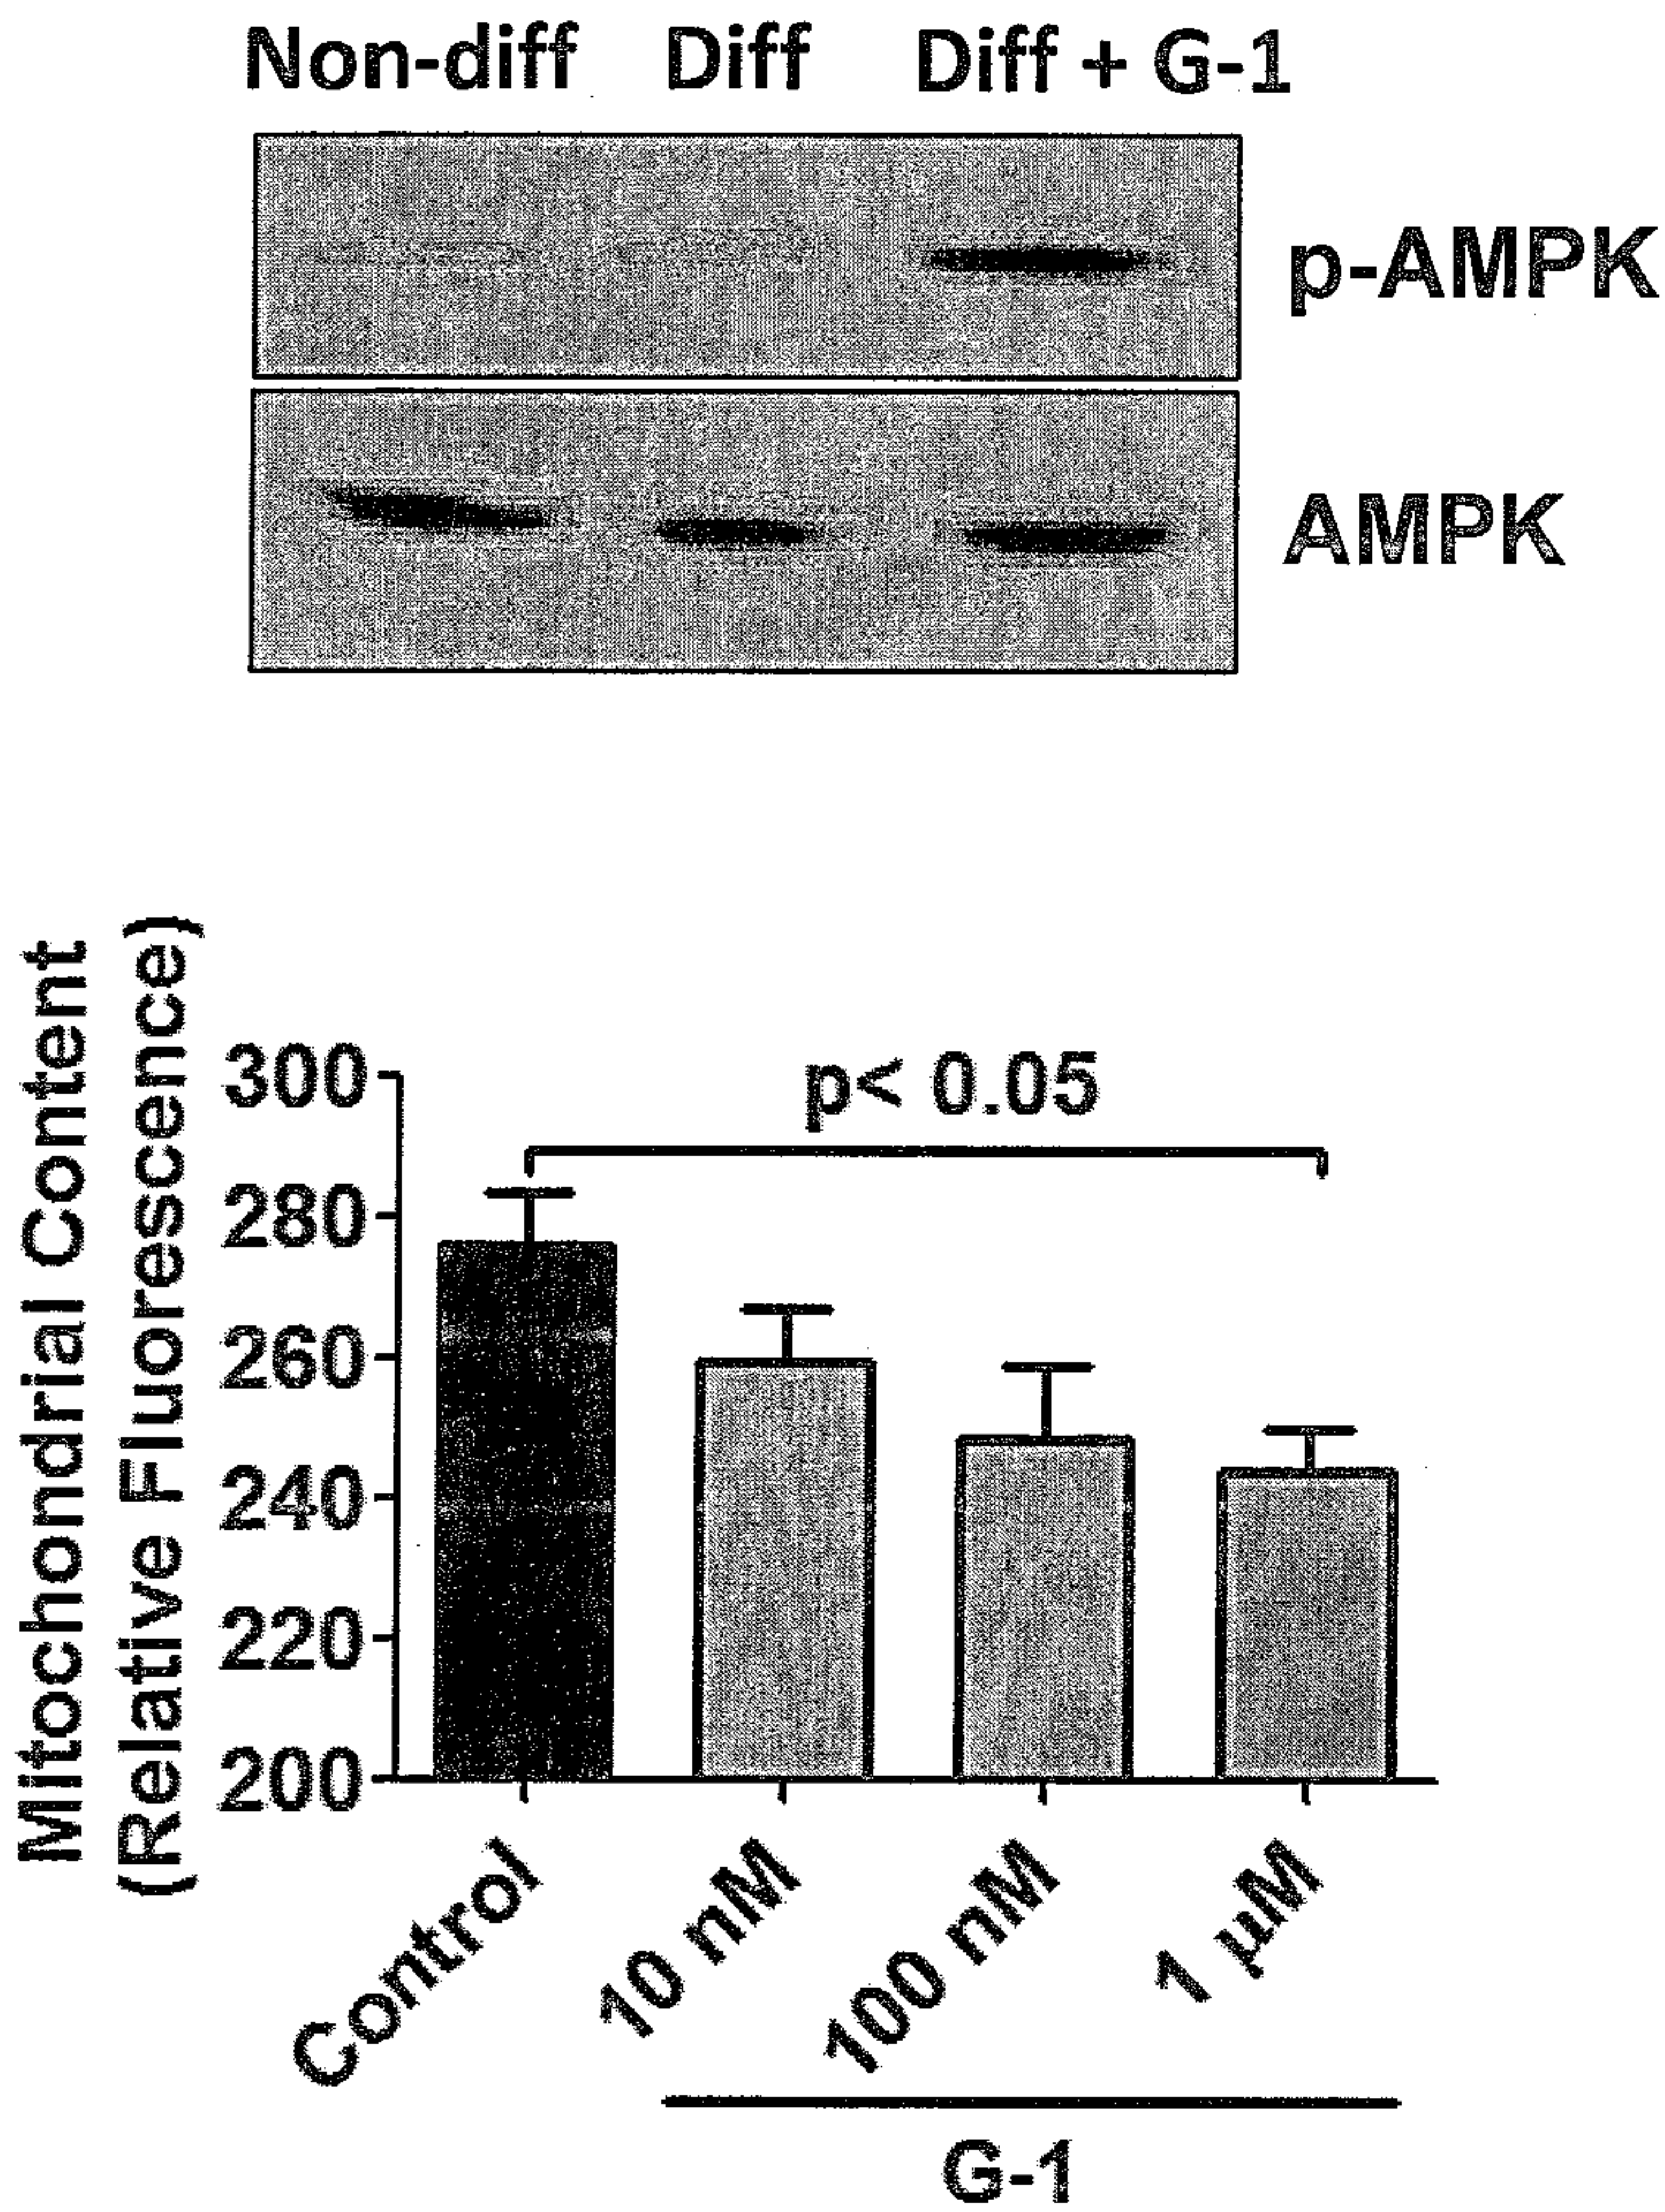 Non-diff Diff Diff + G-1
p-AMPK
AMPK
Mitochondrial Content
(Relative Fluorescence)
300
280
260
240
220
200
p< 0.05
Control
10 nM
100 nM
1 µM
G-1